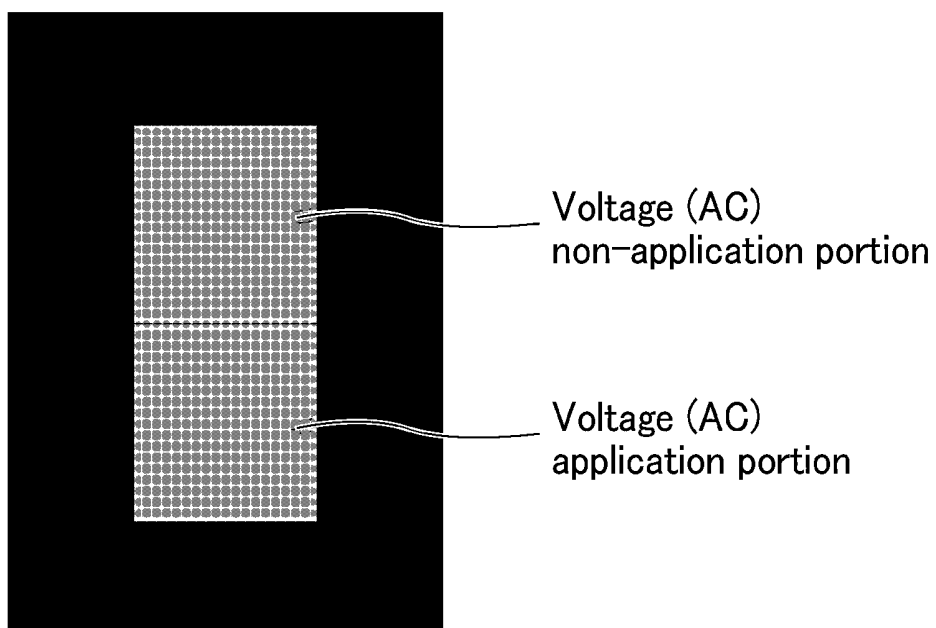 Voltage (AC)
non-application portion
Voltage (AC)
application portion